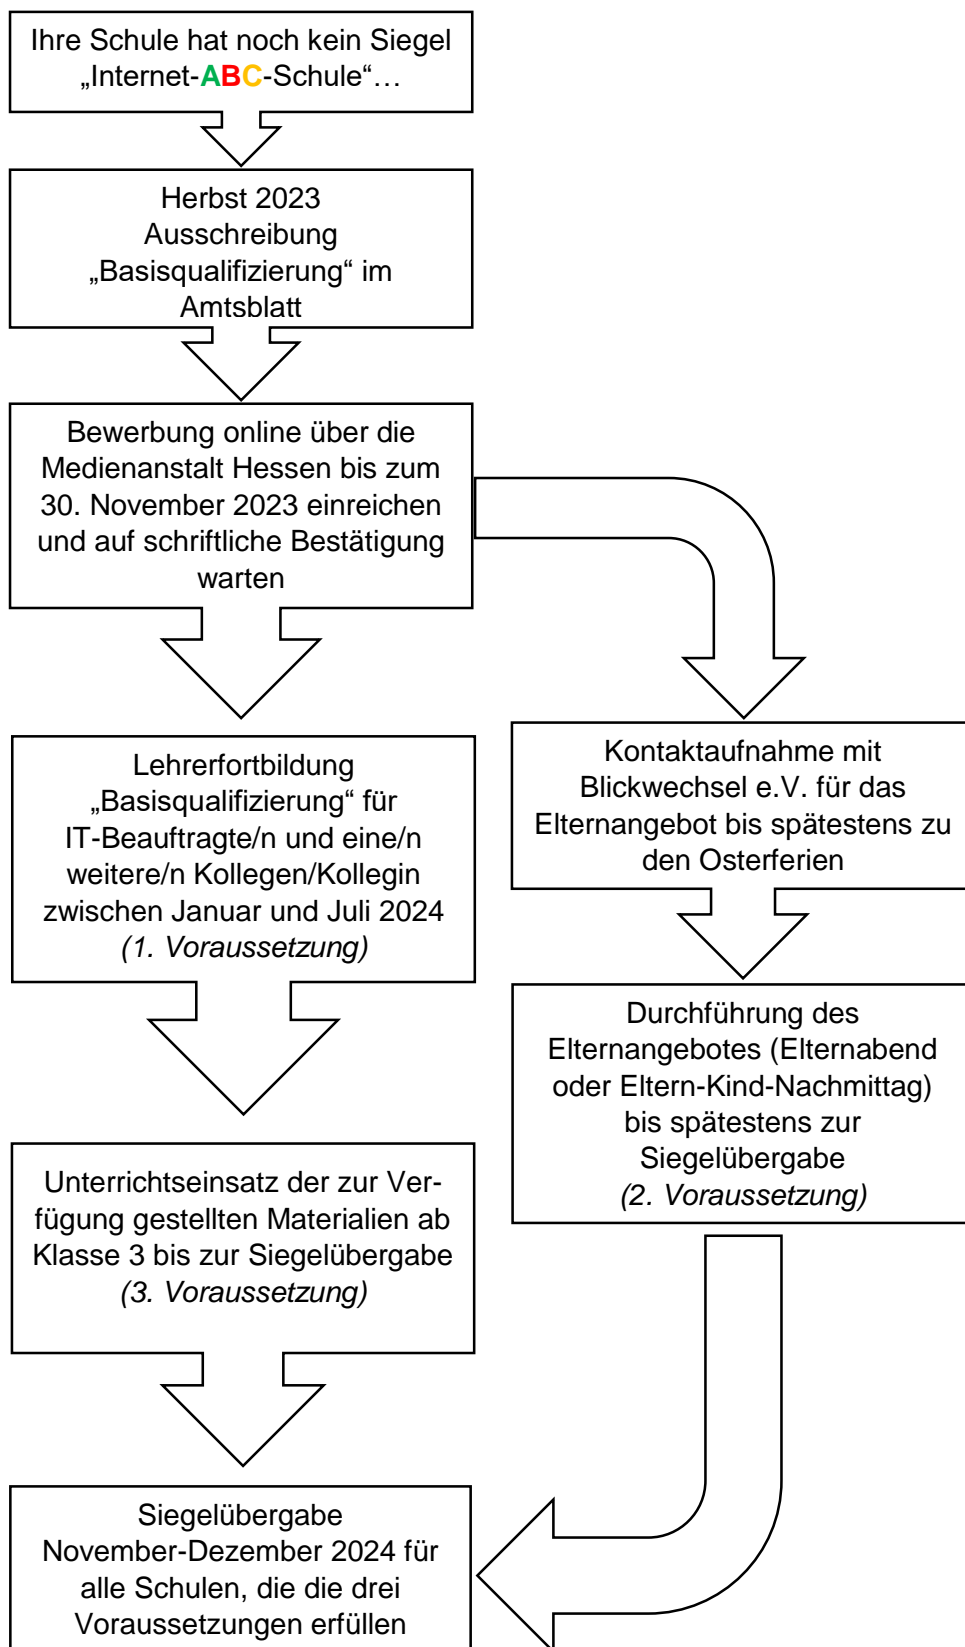 Ihre Schule hat noch kein Siegel
„Internet-ABC-Schule“…
Herbst 2023
Ausschreibung
„Basisqualifizierung“ im
Amtsblatt
Bewerbung online über die
Medienanstalt Hessen bis zum
30. November 2023 einreichen
und auf schriftliche Bestätigung
warten
Lehrerfortbildung
„Basisqualifizierung“ für
IT-Beauftragte/n und eine/n
weitere/n Kollegen/Kollegin
zwischen Januar und Juli 2024
(1. Voraussetzung)
Kontaktaufnahme mit
Blickwechsel e.V. für das
Elternangebot bis spätestens zu
den Osterferien
Durchführung des
Elternangebotes (Elternabend
oder Eltern-Kind-Nachmittag)
bis spätestens zur
Siegelübergabe
(2. Voraussetzung)
Unterrichtseinsatz der zur Ver-
fügung gestellten Materialien ab
Klasse 3 bis zur Siegelübergabe
(3. Voraussetzung)
Siegelübergabe
November-Dezember 2024 für
alle Schulen, die die drei
Voraussetzungen erfüllen